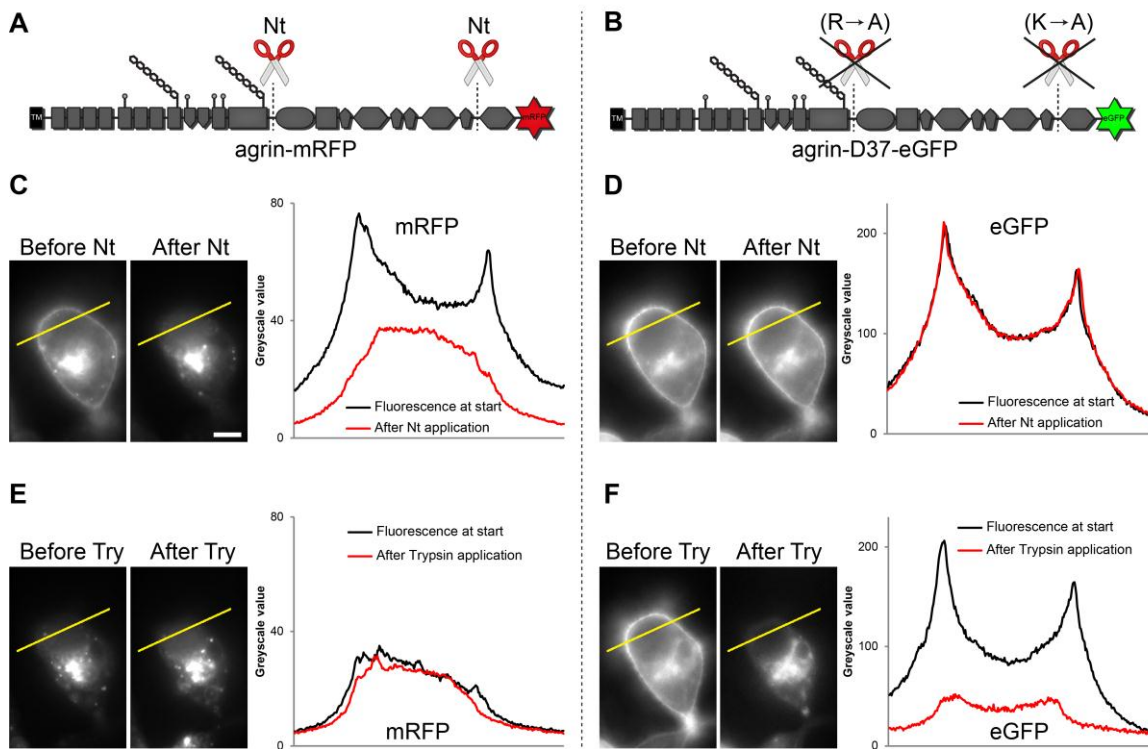 A
Nt
Nt
TM
mRFP
agrin-mRFP
B
(R→A)
(K→A)
TM
eGFP
agrin-D37-eGFP
C
Before Nt
After Nt
Greyscale value
80
40
0
mRFP
Fluorescence at start
After Nt application
D
Before Nt
After Nt
Greyscale value
200
100
0
eGFP
Fluorescence at start
After Nt application
E
Before Try
After Try
Greyscale value
80
40
0
Fluorescence at start
After Trypsin application
mRFP
F
Before Try
After Try
Greyscale value
200
100
0
Fluorescence at start
After Trypsin application
eGFP